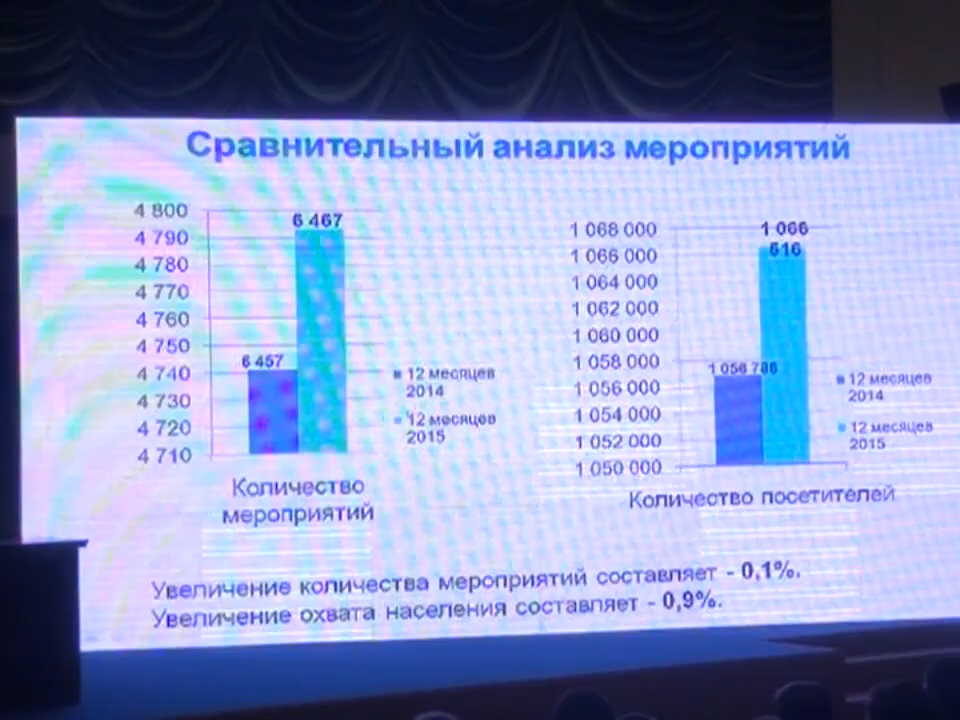 Сравнительный анализ мероприятий
4 800
4 790
4 780
4 770
4 760
4 750
4 740
4 730
4 720
4 710
6 467
6 457
12 месяцев
2014
12 месяцев
2015
Количество
мероприятий
1 068 000
1 066 000
1 064 000
1 062 000
1 060 000
1 058 000
1 056 000
1 054 000
1 052 000
1 050 000
1 066
616
1 056 786
12 месяцев
2014
12 месяцев
2015
Количество посетителей
Увеличение количества мероприятий составляет - 0,1%.
Увеличение охвата населения составляет - 0,9%.